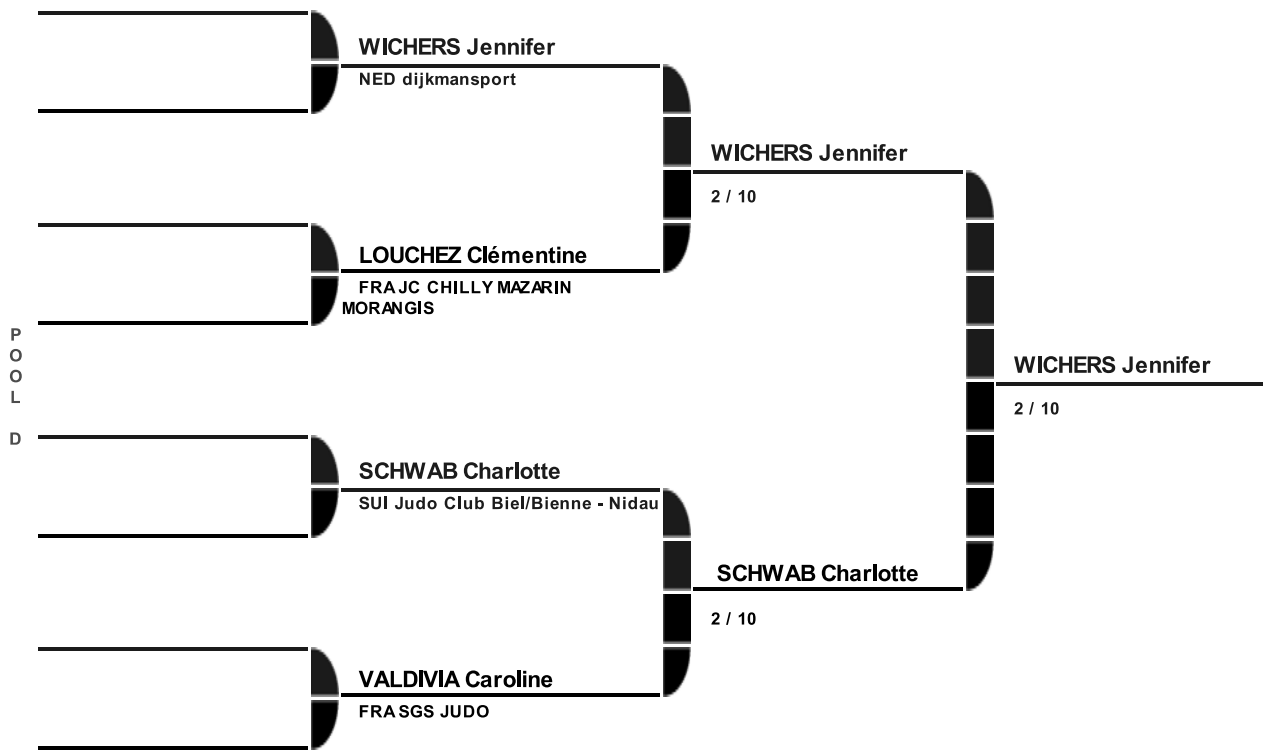 WICHERS Jennifer
NED dijkmansport
WICHERS Jennifer
2 / 10
LOUCHEZ Clémentine
FRA JC CHILLY MAZARIN
MORANGIS
POOL D
WICHERS Jennifer
2 / 10
SCHWAB Charlotte
SUI Judo Club Biel/Bienne - Nidau
SCHWAB Charlotte
2 / 10
VALDIVIA Caroline
FRA SGS JUDO